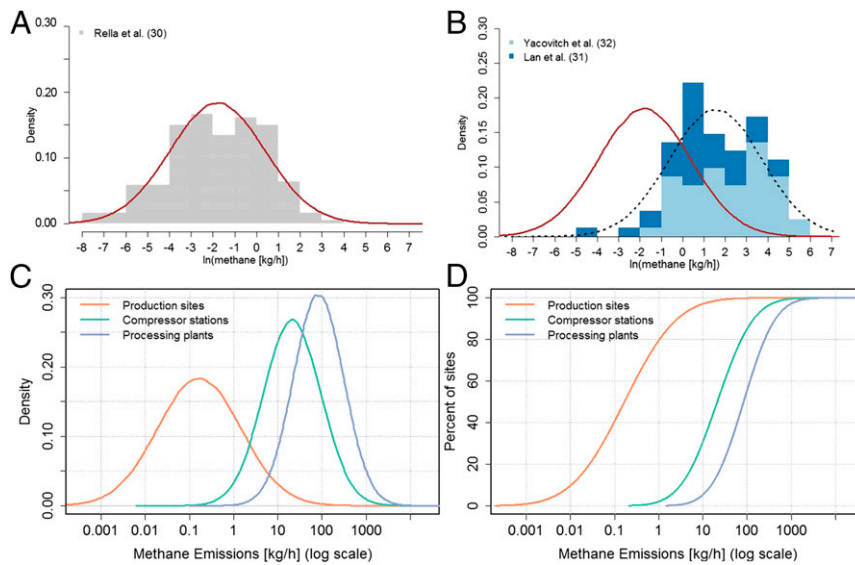 A
0.30
0.20
0.10
0.00
Density
Rella et al. (30)
-8 -7 -6 -5 -4 -3 -2 -1 0 1 2 3 4 5 6 7
ln(methane [kg/h])
B
0.30
0.25
0.20
0.15
0.10
0.05
0.00
Density
Yacovitch et al. (32)
Lan et al. (31)
-8 -7 -6 -5 -4 -3 -2 -1 0 1 2 3 4 5 6 7
ln(methane [kg/h])
C
0.30
0.20
0.10
0.00
Density
Production sites
Compressor stations
Processing plants
0.001 0.01 0.1 1 10 100 1000
Methane Emissions [kg/h] (log scale)
D
100
80
60
40
20
0
Percent of sites
Production sites
Compressor stations
Processing plants
0.001 0.01 0.1 1 10 100 1000
Methane Emissions [kg/h] (log scale)